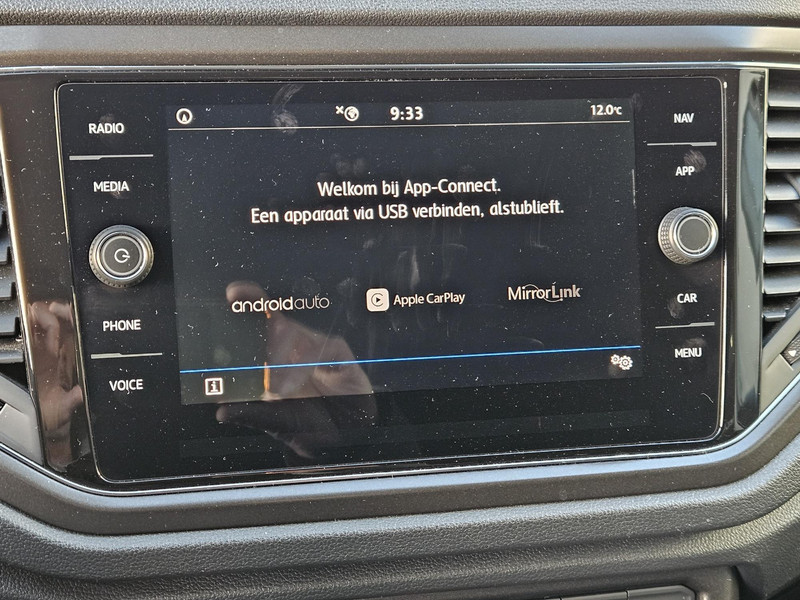 9:33
12.0°C
RADIO
MEDIA
PHONE
VOICE
Welkom bij App-Connect.
Een apparaat via USB verbinden, alstublieft.
androidauto
Apple CarPlay
MirrorLink
i
NAV
APP
CAR
MENU